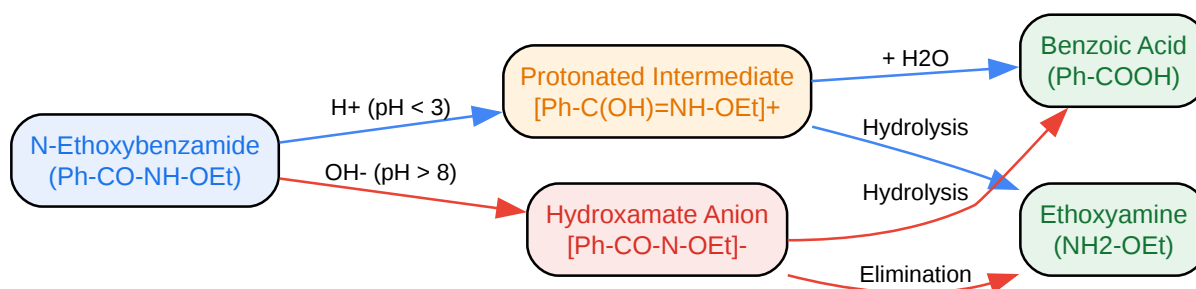 N-Ethoxybenzamide
(Ph-CO-NH-OEt)
H+ (pH < 3)
OH- (pH > 8)
Protonated Intermediate
[Ph-C(OH)=NH-OEt]+
Hydroxamate Anion
[Ph-CO-N-OEt]-
+ H2O
Hydrolysis
Hydrolysis
Elimination
Benzoic Acid
(Ph-COOH)
Ethoxyamine
(NH2-OEt)